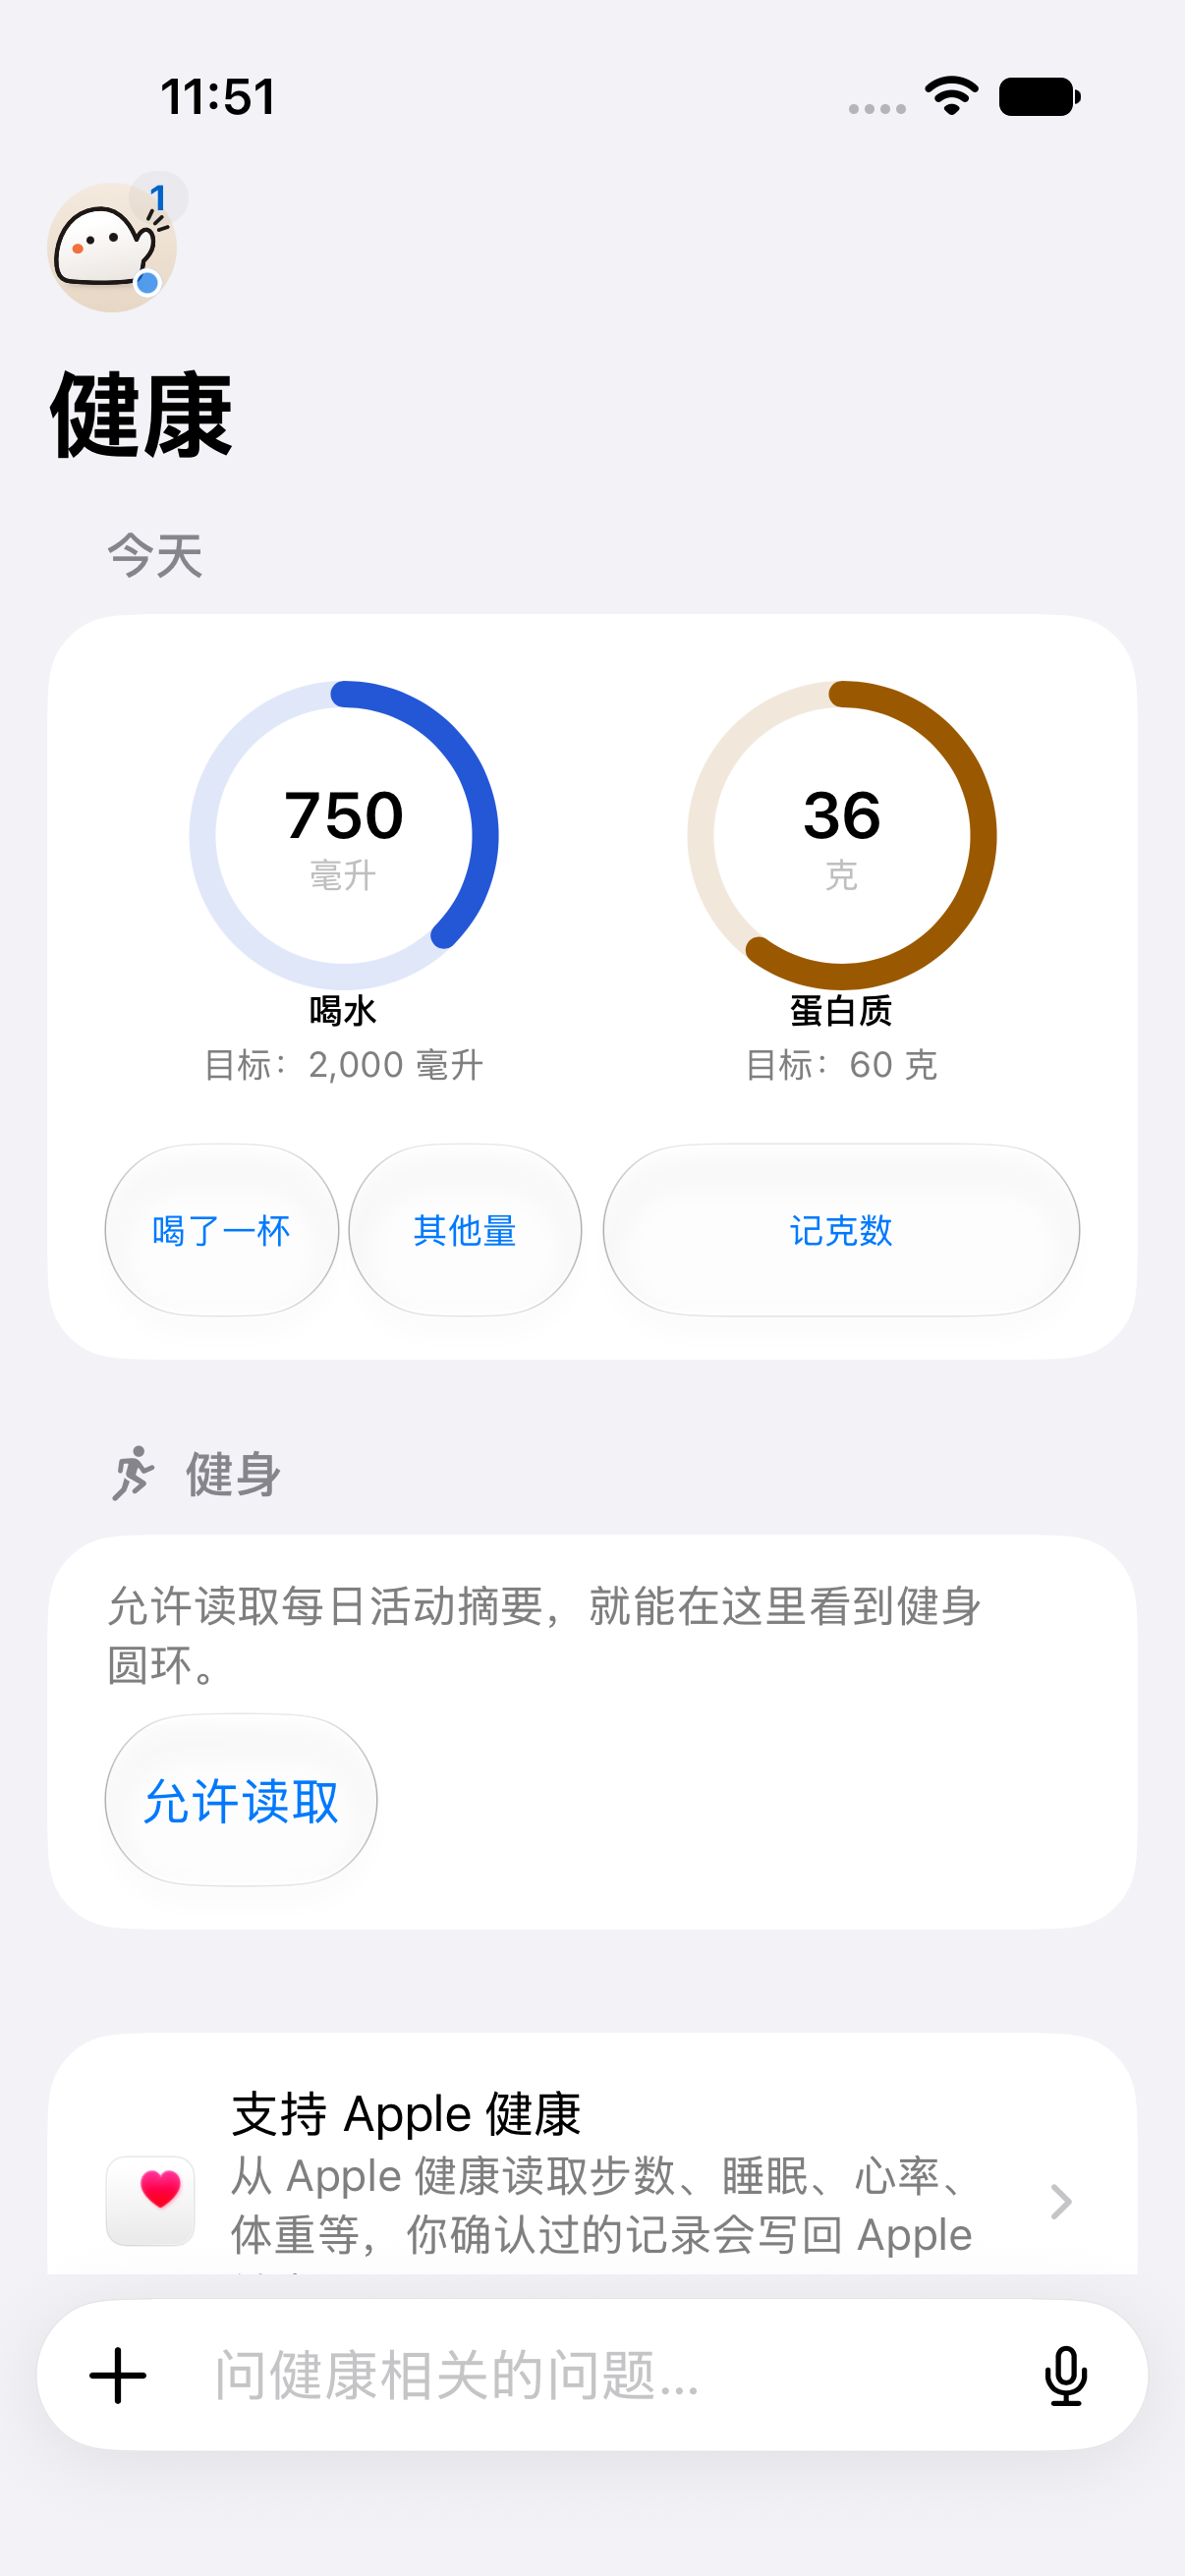 11:51
1
健康
今天
750
毫升
喝水
目标：2,000 毫升
36
克
蛋白质
目标：60 克
喝了一杯
其他量
记克数
健身
允许读取每日活动摘要，就能在这里看到健身
圆环。
允许读取
支持 Apple 健康
从 Apple 健康读取步数、睡眠、心率、
体重等，你确认过的记录会写回 Apple
问健康相关的问题...